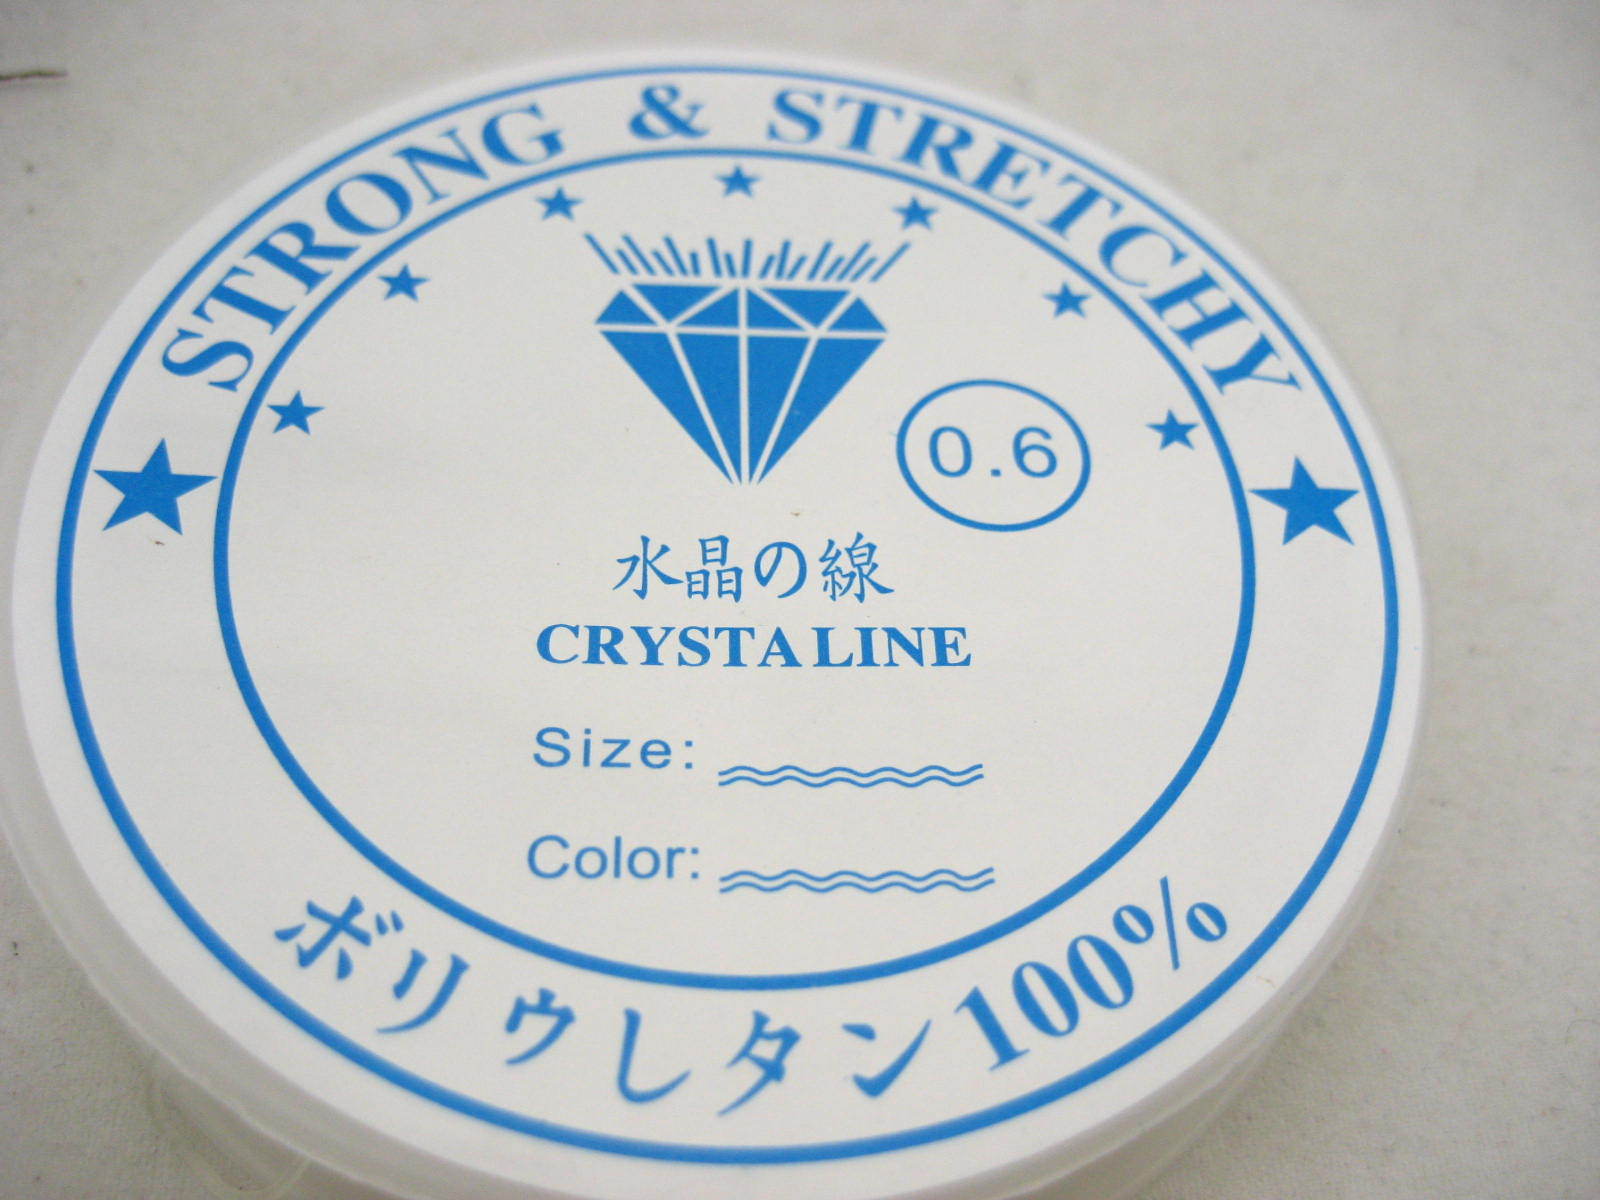 STRONG & STRETCHY
0.6
水晶の線
CRYSTALINE
Size:
Color:
ボリウしタン100%